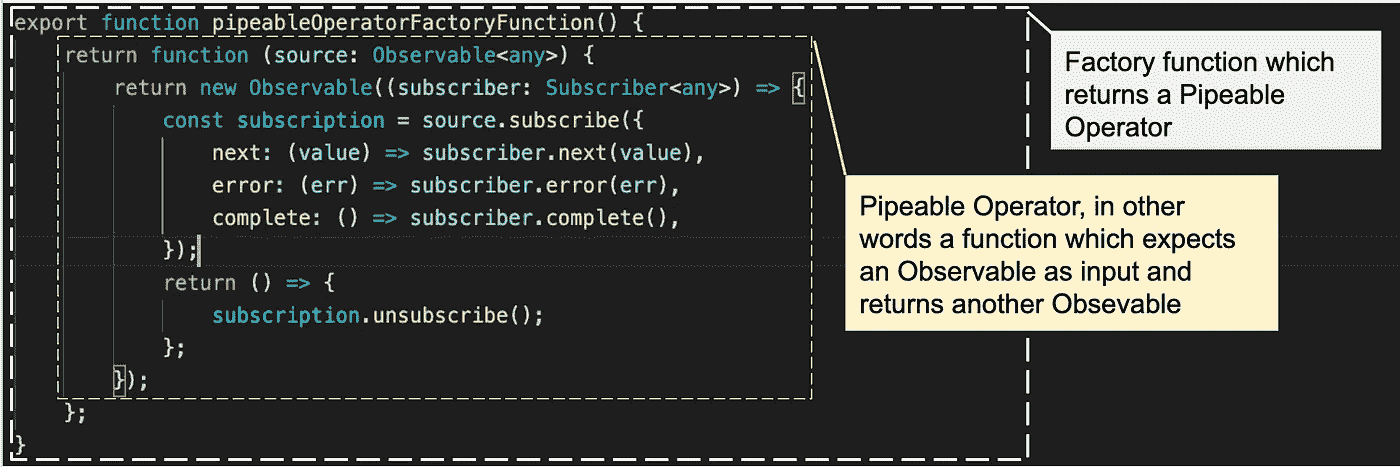 export function pipeableOperatorFactoryFunction() {
return function (source: Observable<any>) {
return new Observable((subscriber: Subscriber<any>) => {
const subscription = source.subscribe({
next: (value) => subscriber.next(value),
error: (err) => subscriber.error(err),
complete: () => subscriber.complete(),
});
return () => {
subscription.unsubscribe();
};
});
};
}
Factory function which
returns a Pipeable
Operator
Pipeable Operator, in other
words a function which expects
an Observable as input and
returns another Obsevable